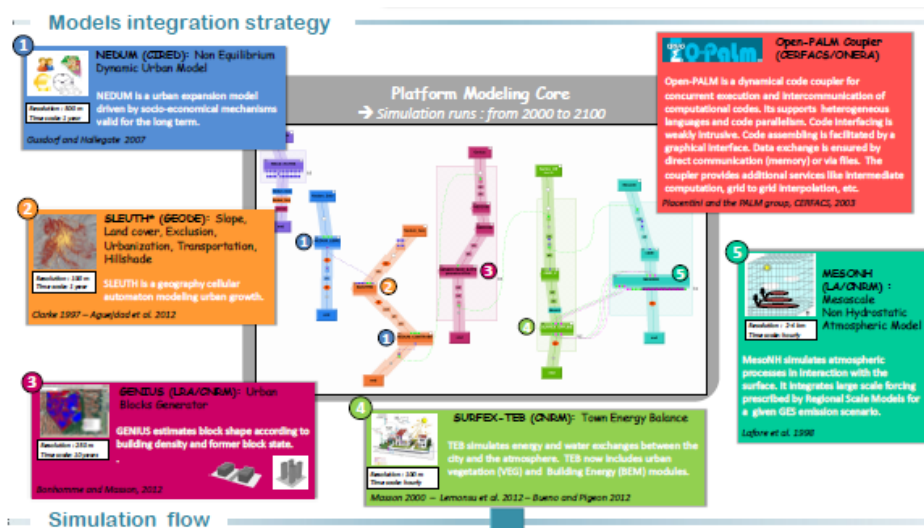 Models integration strategy
1
NEDUM (CIRED): Non Equilibrium
Dynamic Urban Model
NEDUM is a urban expansion model
driven by socio-economical mechanisms
valid for the long term.
Resolution : 500 m
Time scale: 1 year
Gusdorf and Hallegate 2007
Platform Modeling Core
→ Simulation runs : from 2000 to 2100
O-Palm
Open-PALM Coupler
(CERFACS/ONERA)
Open-PALM is a dynamical code coupler for
concurrent execution and intercommunication of
computational codes. Its supports heterogeneous
languages and code parallelism. Code interfacing is
weakly intrusive. Code assembling is facilitated by a
graphical interface. Data exchange is ensured by
direct communication (memory) or via files. The
coupler provides additional services like intermediate
computation, grid to grid interpolation, etc.
Piacentini and the PALM group, CERFACS, 2003
2
SLEUTH* (GEODE): Slope,
Land cover, Exclusion,
Urbanization, Transportation,
Hillshade
Resolution : 100 m
Time scale: 1 year
SLEUTH is a geography cellular
automaton modeling urban growth.
Clarke 1997 – Aguejdad et al. 2012
1
2
1
3
4
5
5
MESONH
(LA/CNRM) :
Mesoscale
Non Hydrostatic
Atmospheric Model
Time scale: hourly
MesoNH simulates atmospheric
processes in interaction with the
surface. It integrates large scale forcing
prescribed by Regional Scale Models for
a given GES emission scenario.
Lafore et al. 1998
3
GENIUS (LRA/CNRM): Urban
Blocks Generator
GENIUS estimates block shape according to
building density and former block state.
.
Resolution : 250 m
Time scale: 10 years
Bonhomme and Masson, 2012
4
SURFEX-TEB (CNRM): Town Energy Balance
TEB simulates energy and water exchanges between the
city and the atmosphere. TEB now includes urban
vegetation (VEG) and Building Energy (BEM) modules.
Time scale: hourly
Masson 2000 – Lemonsu et al. 2012 – Bueno and Pigeon 2012
Simulation flow